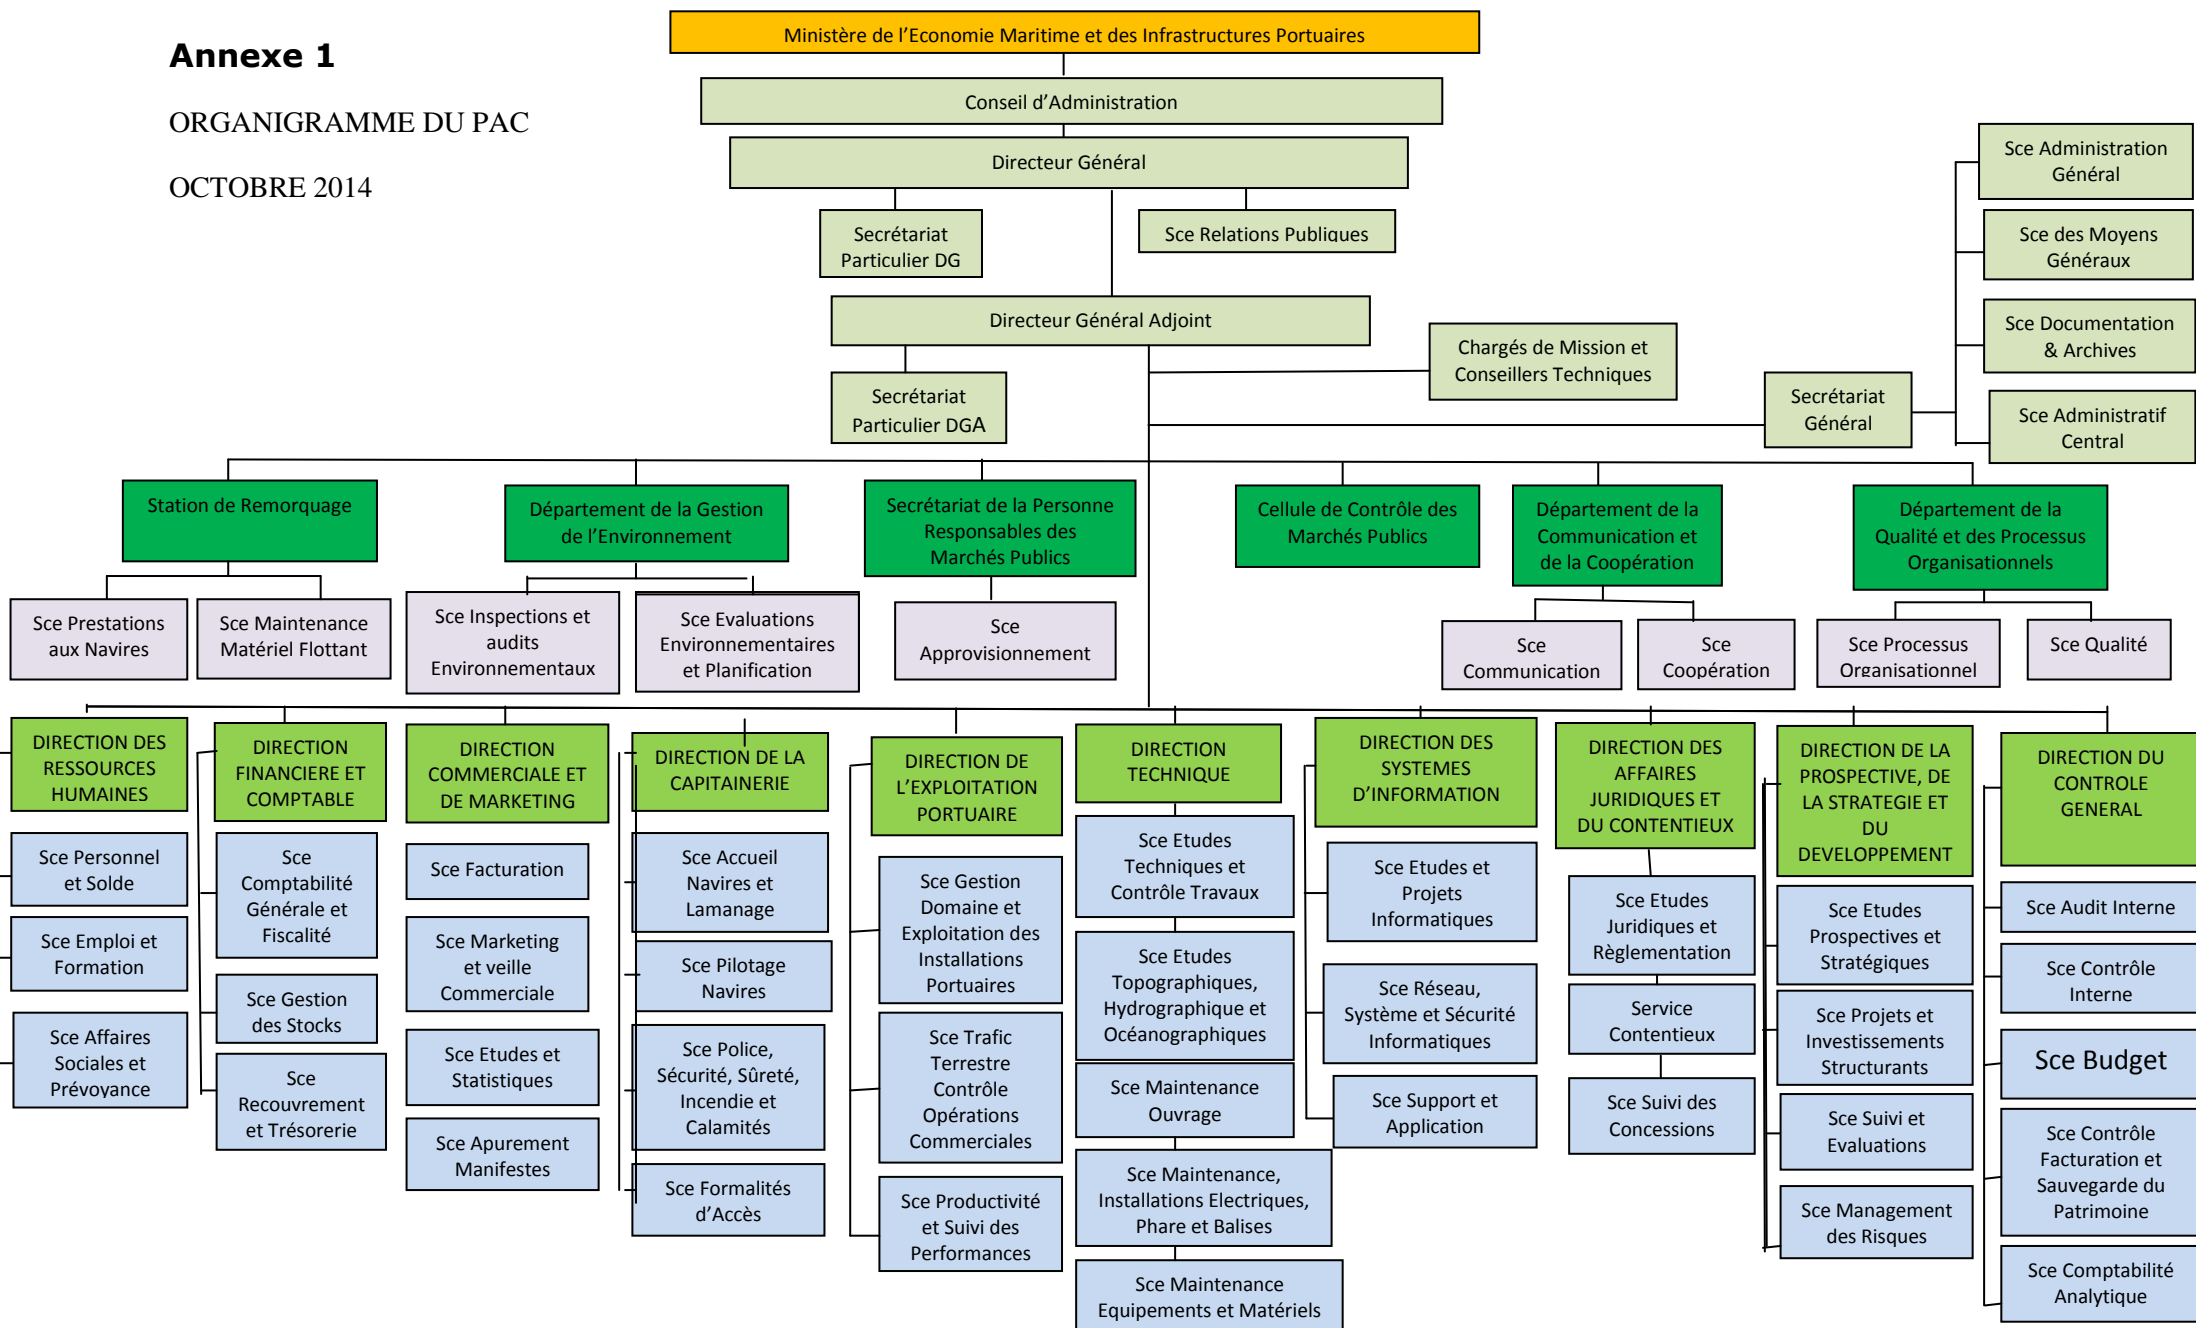 Annexe 1
ORGANIGRAMME DU PAC
OCTOBRE 2014
Ministère de l'Economie Maritime et des Infrastructures Portuaires
Conseil d'Administration
Directeur Général
Secrétariat
Particulier DG
Sce Relations Publiques
Directeur Général Adjoint
Secrétariat
Particulier DGA
Chargés de Mission et
Conseillers Techniques
Secrétariat
Général
Sce Administration
Général
Sce des Moyens
Généraux
Sce Documentation
& Archives
Sce Administratif
Central
Station de Remorquage
Département de la Gestion
de l'Environnement
Secrétariat de la Personne
Responsables des
Marchés Publics
Cellule de Contrôle des
Marchés Publics
Département de la
Communication et
de la Coopération
Département de la
Qualité et des Processus
Organisationnels
Sce Prestations
aux Navires
Sce Maintenance
Matériel Flottant
Sce Inspections et
audits
Environnementaux
Sce Evaluations
Environnementaires
et Planification
Sce
Approvisionnement
Sce
Communication
Sce
Coopération
Sce Processus
Organisationnel
Sce Qualité
DIRECTION DES
RESSOURCES
HUMAINES
Sce Personnel
et Solde
Sce Emploi et
Formation
Sce Affaires
Sociales et
Prévoyance
DIRECTION
FINANCIERE ET
COMPTABLE
Sce
Comptabilité
Générale et
Fiscalité
Sce Gestion
des Stocks
Sce
Recouvrement
et Trésorerie
DIRECTION
COMMERCIALE ET
DE MARKETING
Sce Facturation
Sce Marketing
et veille
Commerciale
Sce Etudes et
Statistiques
Sce Apurement
Manifestes
DIRECTION DE LA
CAPITAINERIE
Sce Accueil
Navires et
Lamanage
Sce Pilotage
Navires
Sce Police,
Sécurité, Sûreté,
Incendie et
Calamités
Sce Formalités
d'Accès
DIRECTION DE
L'EXPLOITATION
PORTUAIRE
Sce Gestion
Domaine et
Exploitation des
Installations
Portuaires
Sce Trafic
Terrestre
Contrôle
Opérations
Commerciales
Sce Productivité
et Suivi des
Performances
DIRECTION
TECHNIQUE
Sce Etudes
Techniques et
Contrôle Travaux
Sce Etudes
Topographiques,
Hydrographique et
Océanographiques
Sce Maintenance
Ouvrage
Sce Maintenance,
Installations Electriques,
Phare et Balises
Sce Maintenance
Equipements et Matériels
DIRECTION DES
SYSTEMES
D'INFORMATION
Sce Etudes et
Projets
Informatiques
Sce Réseau,
Système et Sécurité
Informatiques
Sce Support et
Application
DIRECTION DES
AFFAIRES
JURIDIQUES ET
DU CONTENTIEUX
Sce Etudes
Juridiques et
Règlementation
Service
Contentieux
Sce Suivi des
Concessions
DIRECTION DE LA
PROSPECTIVE, DE
LA STRATEGIE ET
DU
DEVELOPPEMENT
Sce Etudes
Prospectives et
Stratégiques
Sce Projets et
Investissements
Structurants
Sce Suivi et
Evaluations
Sce Management
des Risques
DIRECTION DU
CONTROLE
GENERAL
Sce Audit Interne
Sce Contrôle
Interne
Sce Budget
Sce Contrôle
Facturation et
Sauvegarde du
Patrimoine
Sce Comptabilité
Analytique